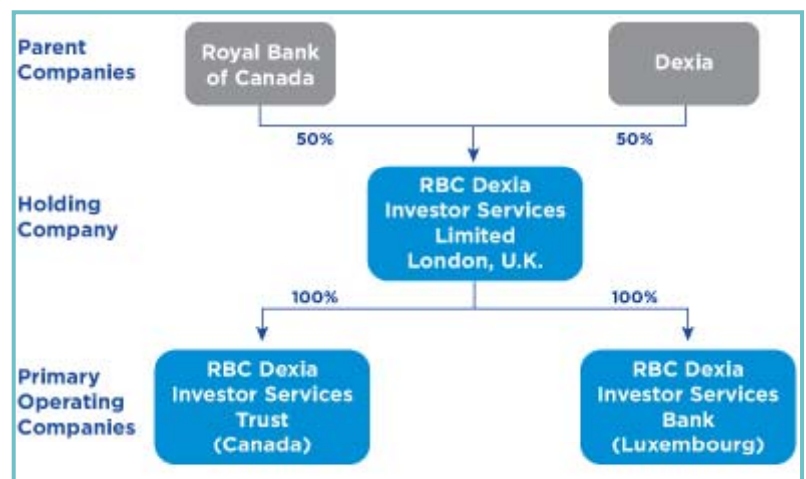 Parent
Companies
Royal Bank
of Canada
Dexia
50%
50%
Holding
Company
RBC Dexia
Investor Services
Limited
London, U.K.
100%
100%
Primary
Operating
Companies
RBC Dexia
Investor Services
Trust
(Canada)
RBC Dexia
Investor Services
Bank
(Luxembourg)